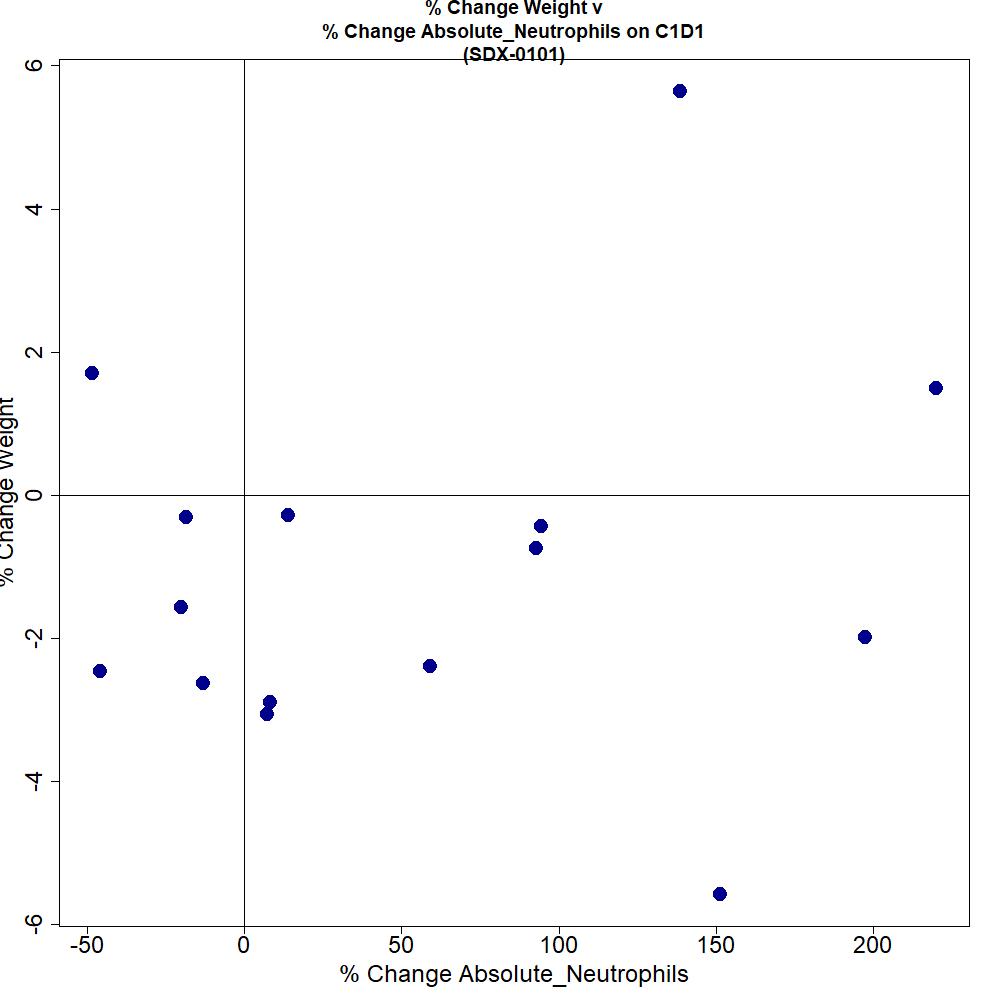 % Change Weight v
% Change Absolute_Neutrophils on C1D1
(SDX-0101)
6
4
2
0
-2
-4
-6
% Change Weight
-50
0
50
100
150
200
% Change Absolute_Neutrophils